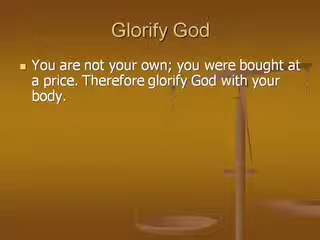 Glorify God
You are not your own; you were bought at
a price. Therefore glorify God with your
body.